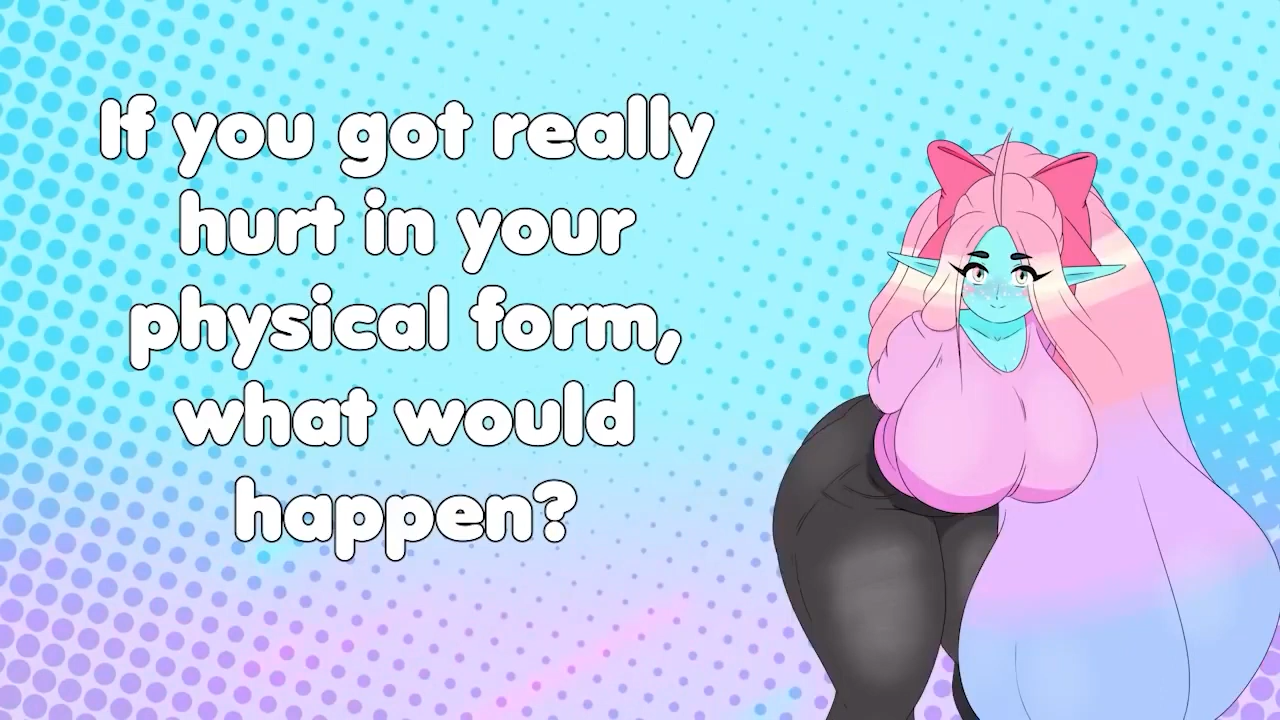 If you got really
hurt in your
physical form,
what would
happen?